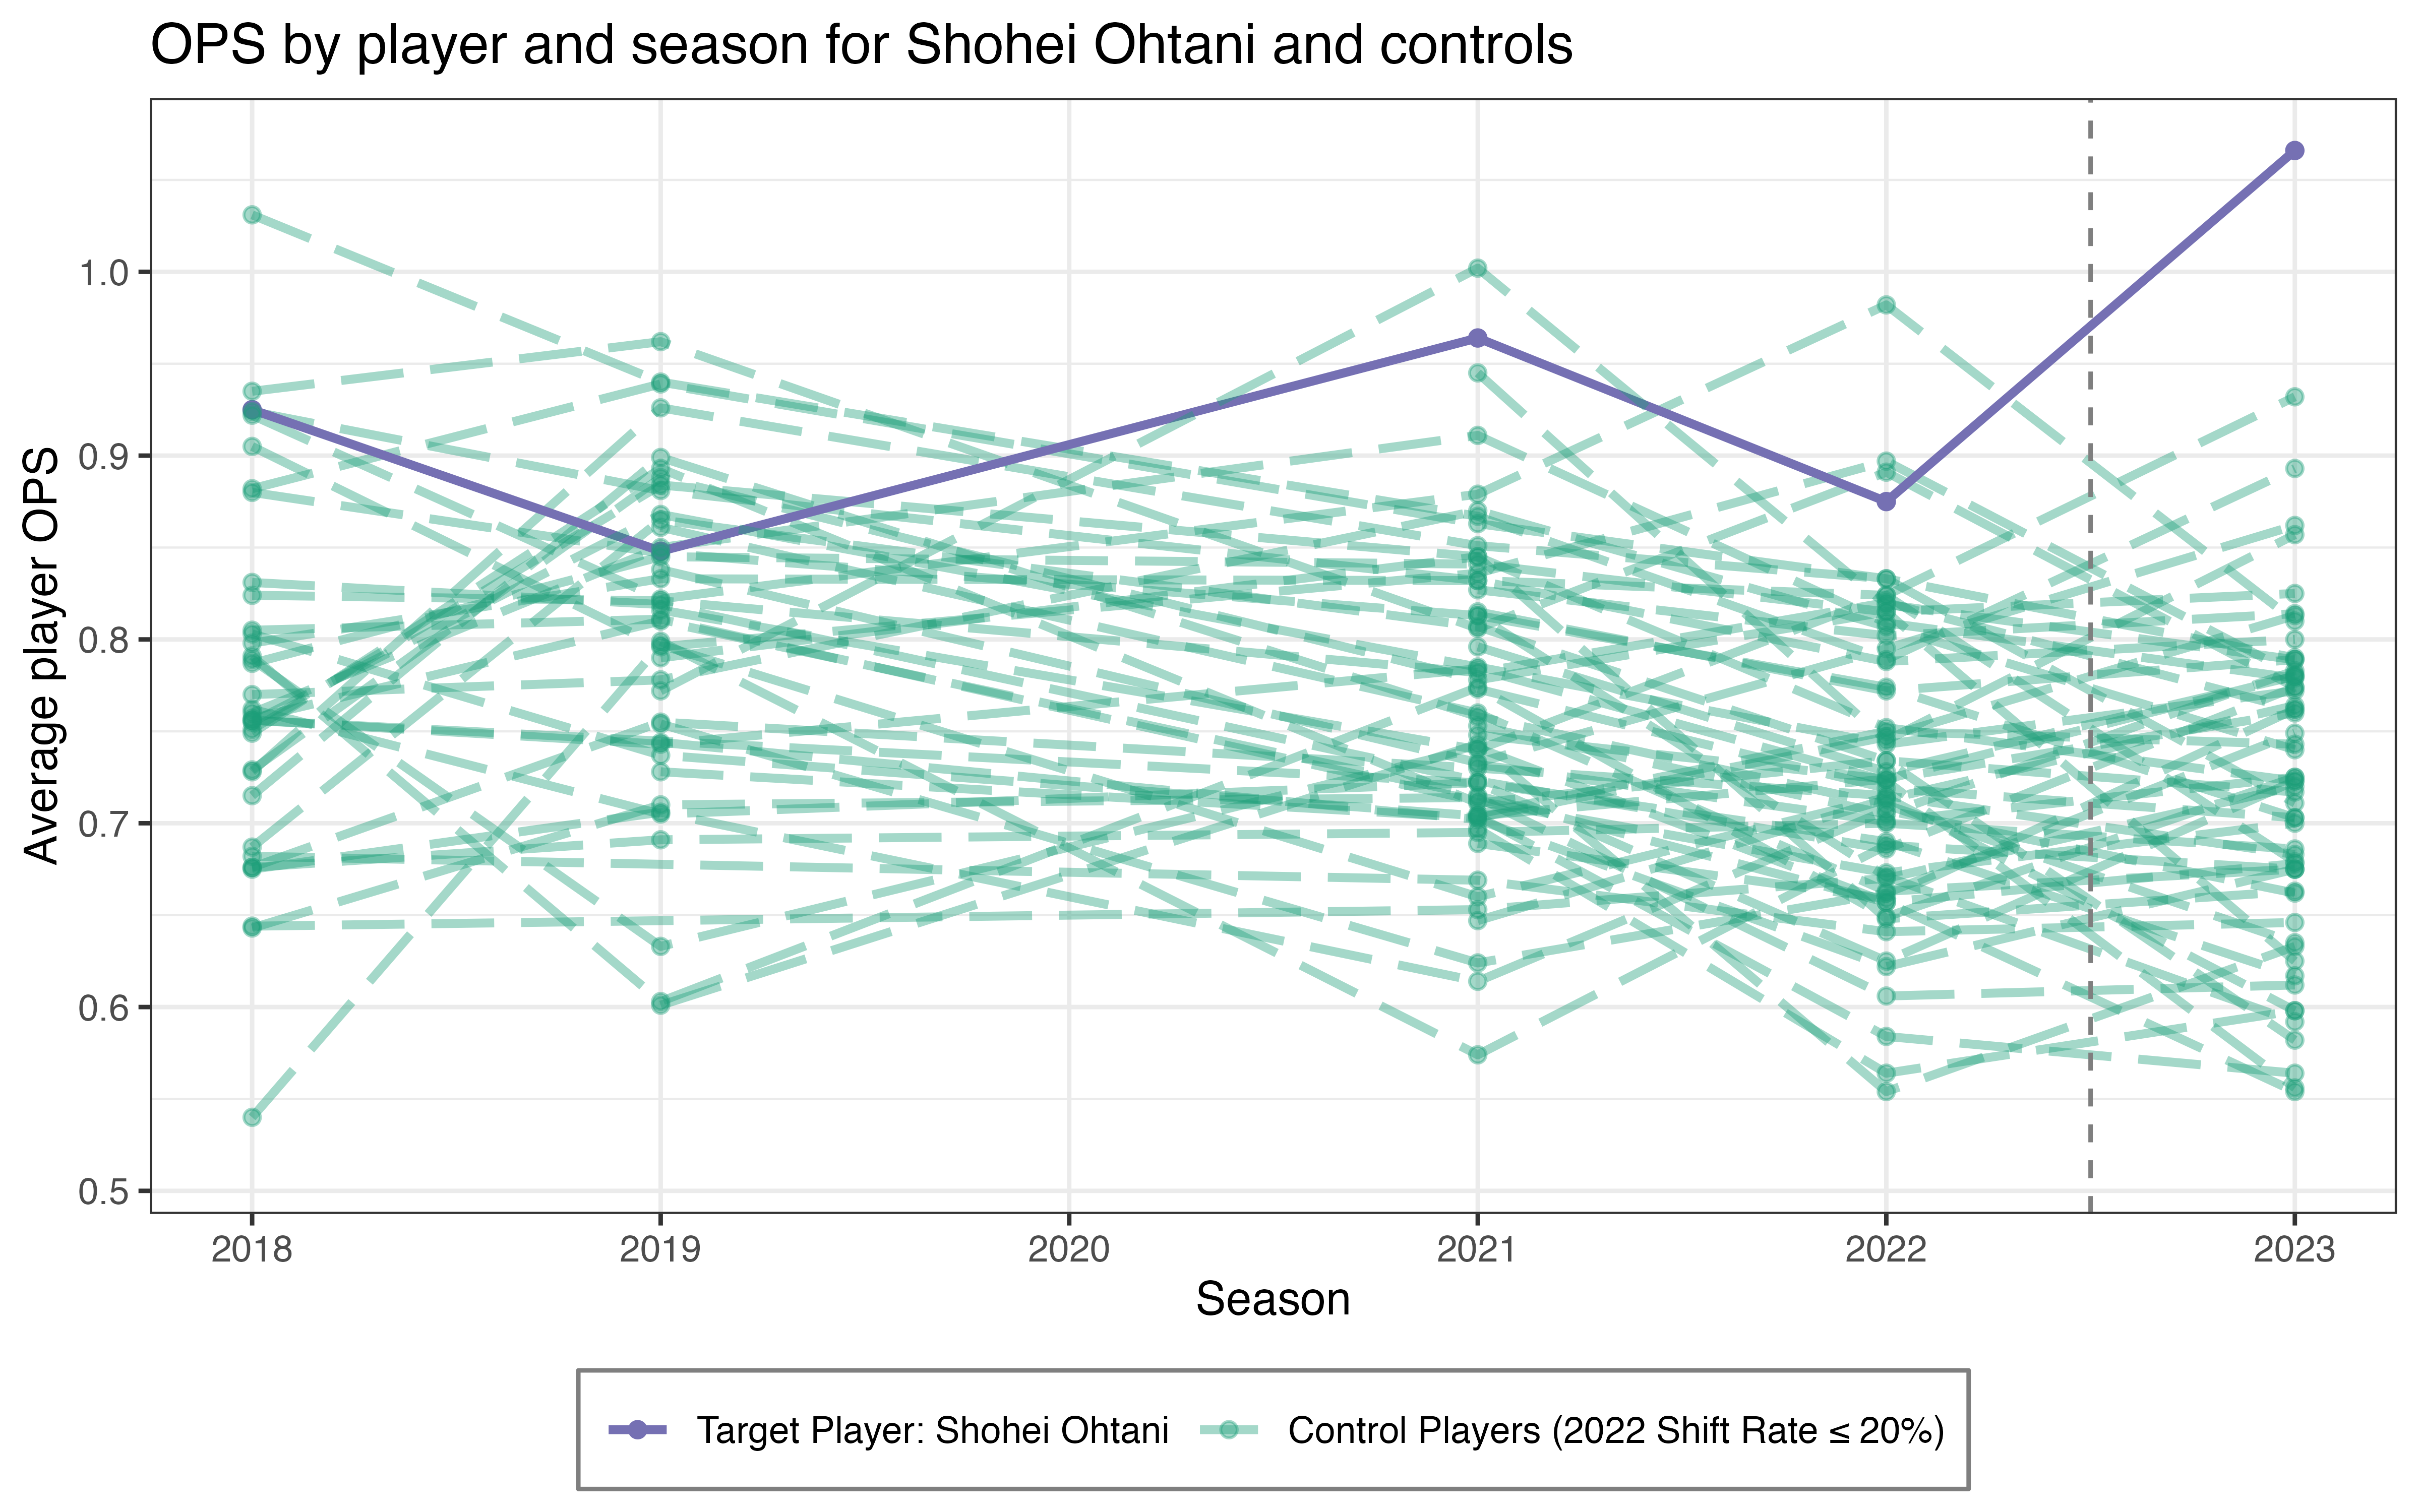 OPS by player and season for Shohei Ohtani and controls
Average player OPS
1.0
0.9
0.8
0.7
0.6
0.5
2018 2019 2020 2021 2022 2023
Season
Target Player: Shohei Ohtani Control Players (2022 Shift Rate ≤ 20%)